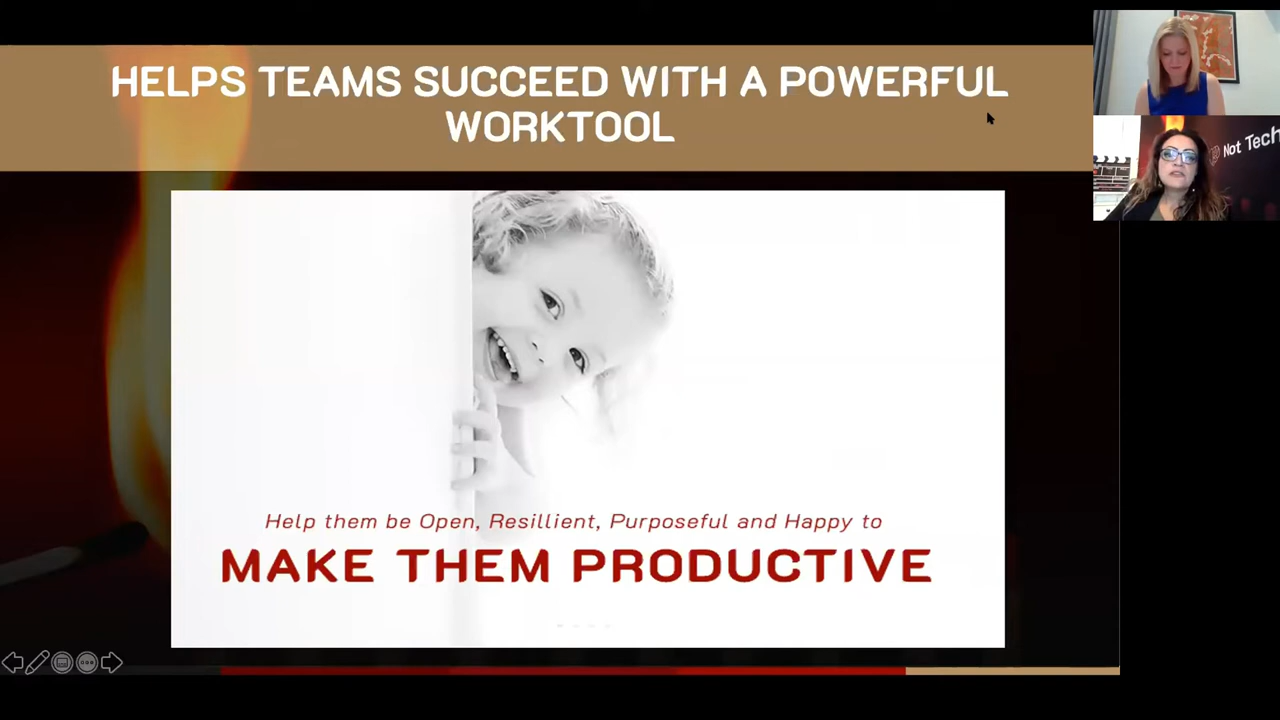 HELPS TEAMS SUCCEED WITH A POWERFUL
WORKTOOL
Not Tech
Help them be Open, Resillient, Purposeful and Happy to
MAKE THEM PRODUCTIVE